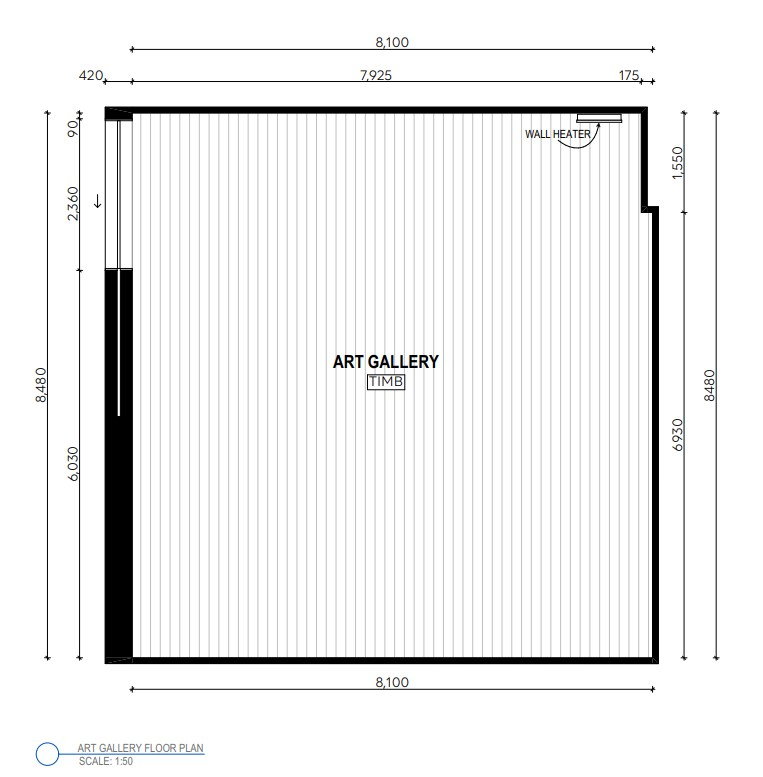 8,100
420
7,925
175
90
WALL HEATER
1,550
2,360
ART GALLERY
TIMB
8,480
8480
6,030
6930
8,100
ART GALLERY FLOOR PLAN
SCALE: 1:50